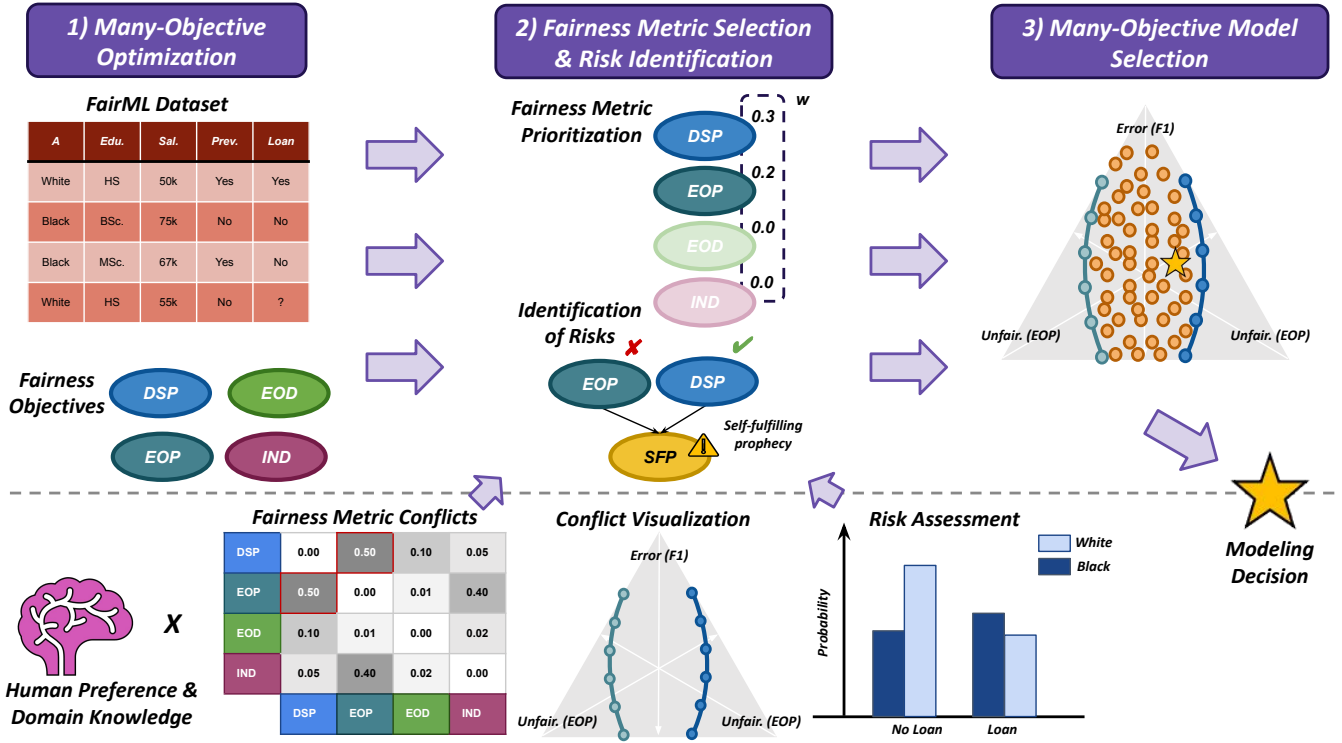 1) Many-Objective
Optimization
2) Fairness Metric Selection
& Risk Identification
3) Many-Objective Model
Selection
FairML Dataset
A Edu. Sal. Prev. Loan
White HS 50k Yes Yes
Black BSc. 75k No No
Black MSc. 67k Yes No
White HS 55k No ?
Fairness
Objectives
DSP EOD
EOP IND
Fairness Metric
Prioritization
w
DSP 0.3
EOP 0.2
EOD 0.0
IND 0.0
Identification
of Risks
✘ ✔
EOP DSP
Self-fulfilling
prophecy
SFP
Error (F1)
Unfair. (EOP) Unfair. (EOP)
Human Preference &
Domain Knowledge
X
Fairness Metric Conflicts
DSP 0.00 0.50 0.10 0.05
EOP 0.50 0.00 0.01 0.40
EOD 0.10 0.01 0.00 0.02
IND 0.05 0.40 0.02 0.00
DSP EOP EOD IND
Conflict Visualization
Error (F1)
Unfair. (EOP) Unfair. (EOP)
Risk Assessment
White
Black
Probability
No Loan Loan
Modeling
Decision